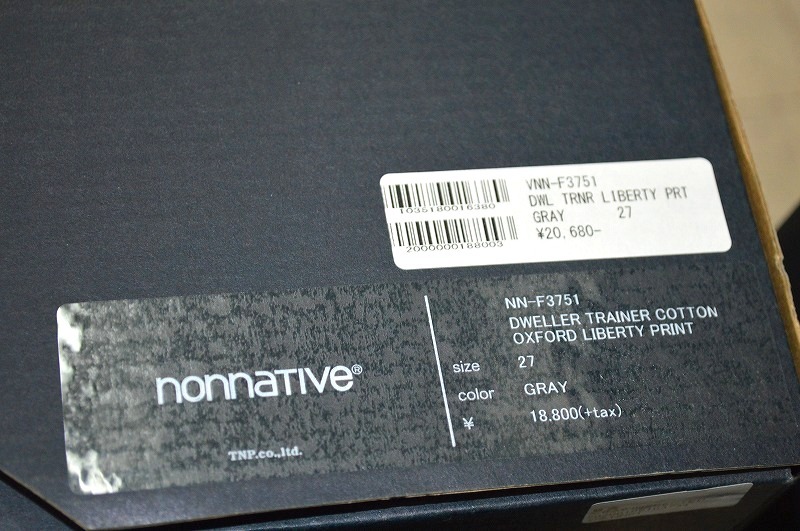 1035180016380
2000000188003
VNN-F3751
DWL TRNR LIBERTY PRT
GRAY 27
¥20,680-
nonnative®
TNP.co.,ltd.
NN-F3751
DWELLER TRAINER COTTON
OXFORD LIBERTY PRINT
size 27
color GRAY
¥ 18.800(+tax)